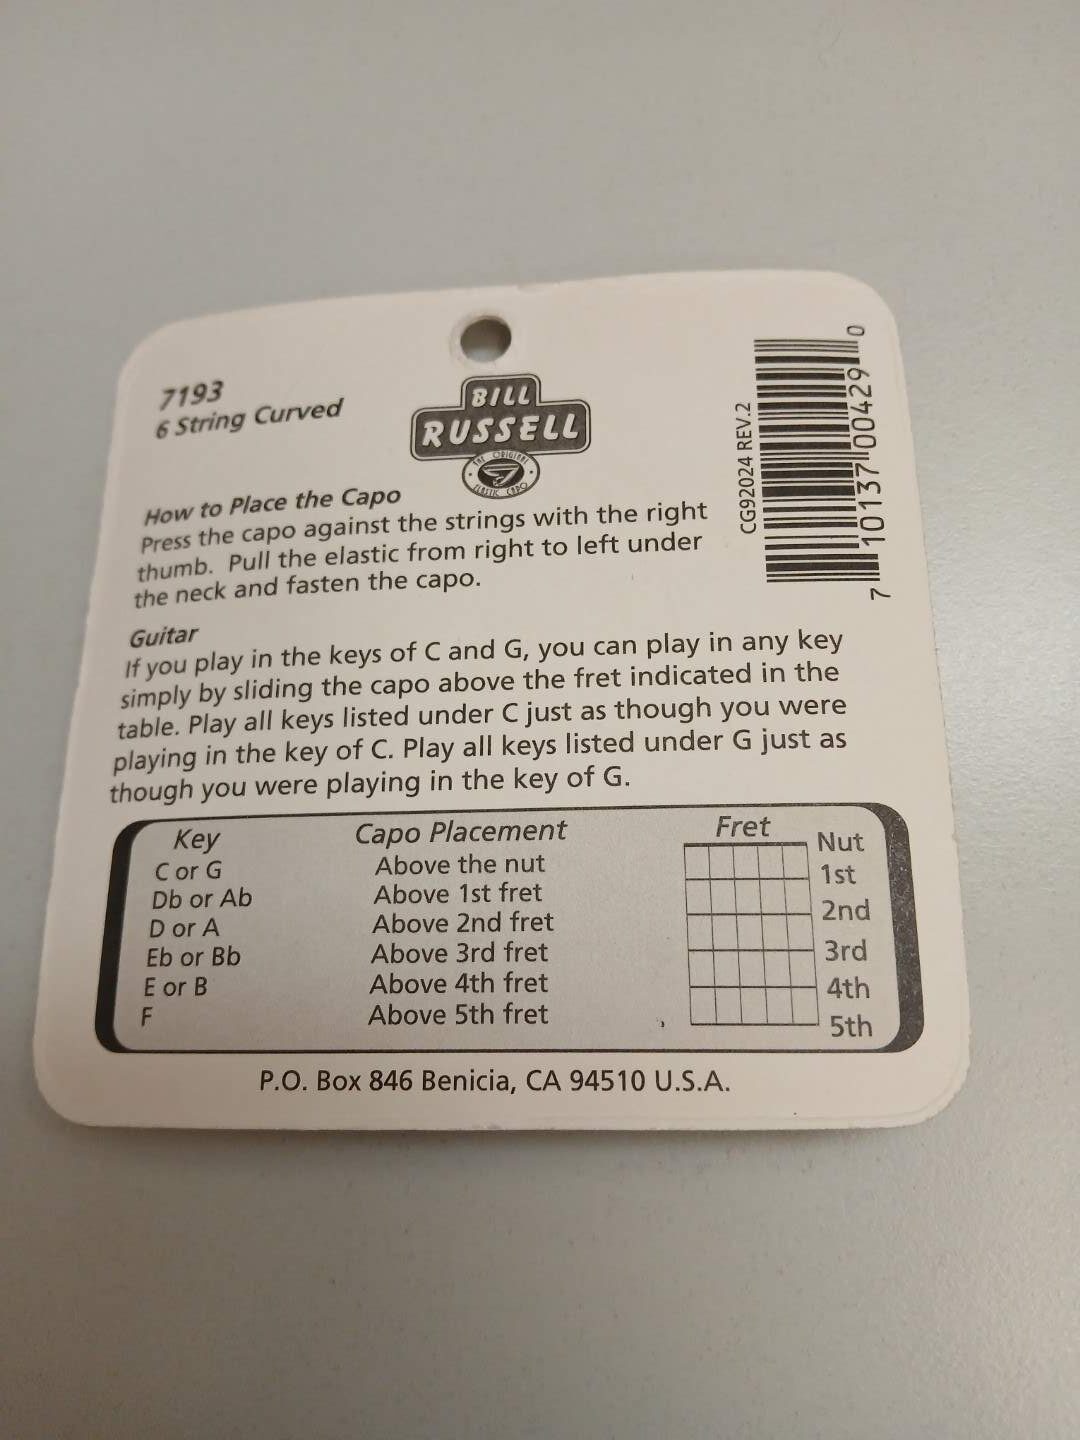 7193
6 String Curved
BILL
RUSSELL
THE ORIGINAL
ELASTIC CAPO
CG92024 REV.2
7 10137 00429 0
How to Place the Capo
Press the capo against the strings with the right
thumb. Pull the elastic from right to left under
the neck and fasten the capo.
Guitar
If you play in the keys of C and G, you can play in any key
simply by sliding the capo above the fret indicated in the
table. Play all keys listed under C just as though you were
playing in the key of C. Play all keys listed under G just as
though you were playing in the key of G.
Key Capo Placement Fret
Nut
C or G Above the nut 1st
Db or Ab Above 1st fret 2nd
D or A Above 2nd fret
Eb or Bb Above 3rd fret 3rd
E or B Above 4th fret 4th
F Above 5th fret 5th
P.O. Box 846 Benicia, CA 94510 U.S.A.